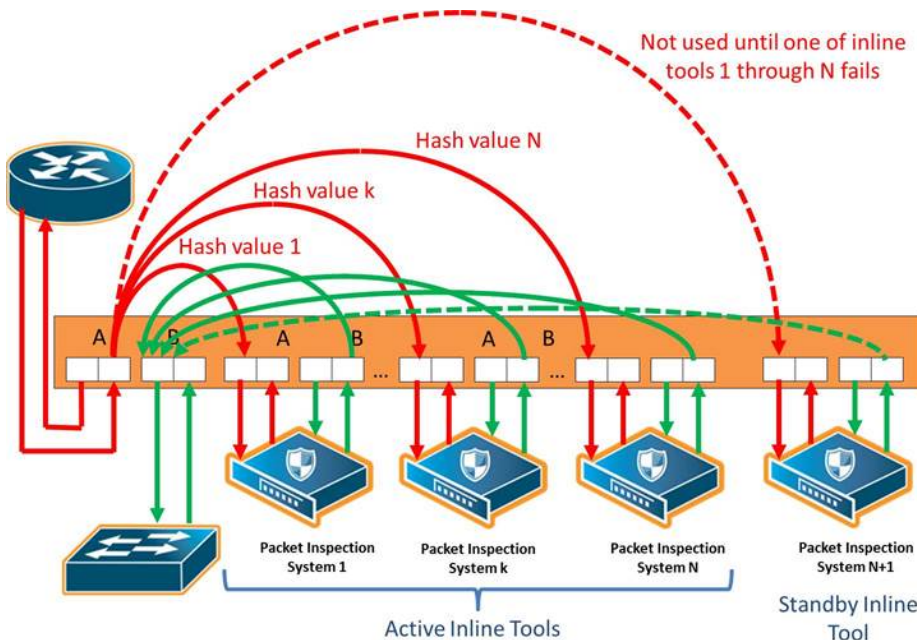 Not used until one of inline
tools 1 through N fails
Hash value N
Hash value k
Hash value 1
A B A B A B
... ...
Packet Inspection
System 1
Packet Inspection
System k
Packet Inspection
System N
Packet Inspection
System N+1
Active Inline Tools
Standby Inline
Tool